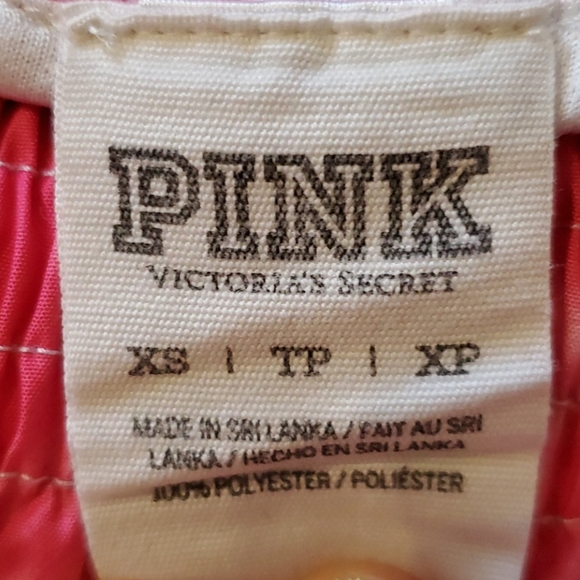 PINK
VICTORIA'S SECRET
XS | TP | XP
MADE IN SRI LANKA / FAIT AU SRI
LANKA / HECHO EN SRI LANKA
100% POLYESTER / POLIÉSTER